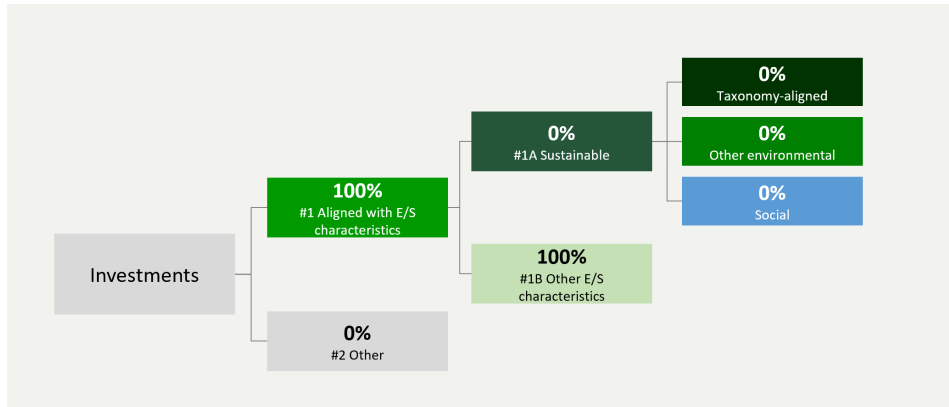 0%
Taxonomy-aligned
0%
#1A Sustainable
0%
Other environmental
100%
#1 Aligned with E/S
characteristics
0%
Social
Investments
100%
#1B Other E/S
characteristics
0%
#2 Other